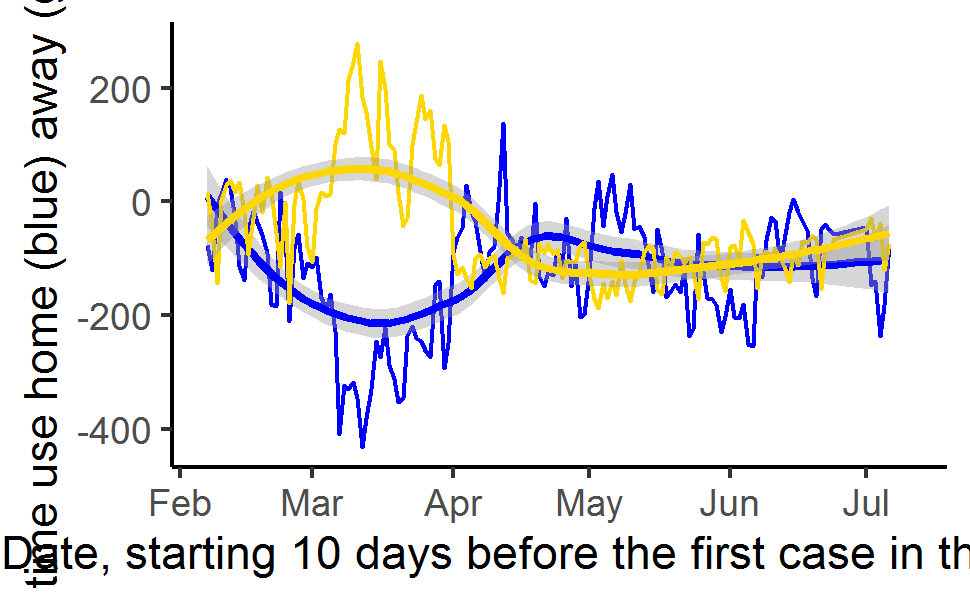 time use home (blue) away (
200
0
-200
-400
Feb Mar Apr May Jun Jul
Date, starting 10 days before the first case in th